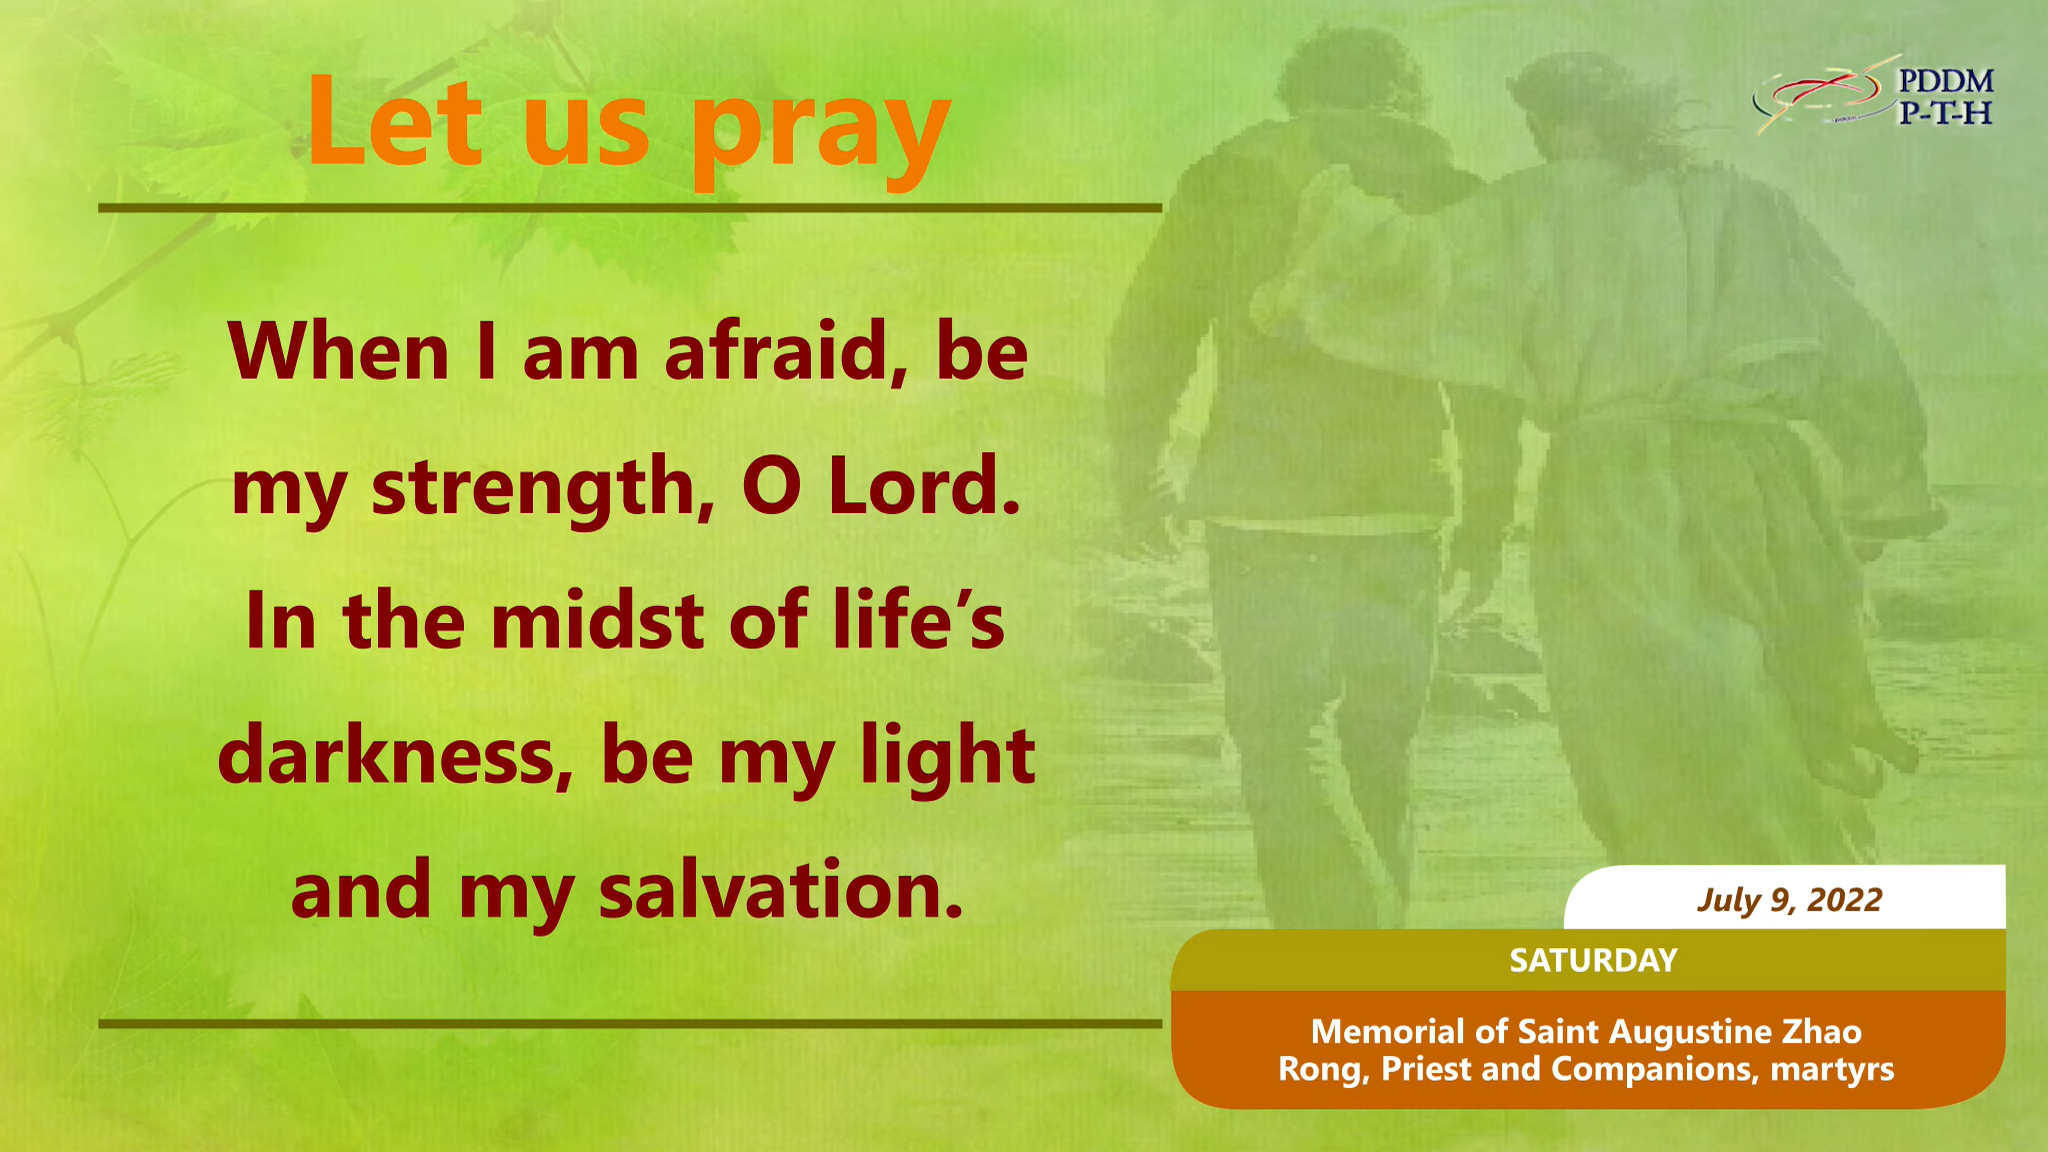 Let us pray
PDDM
P-T-H
When I am afraid, be
my strength, O Lord.
In the midst of life’s
darkness, be my light
and my salvation.
July 9, 2022
SATURDAY
Memorial of Saint Augustine Zhao
Rong, Priest and Companions, martyrs